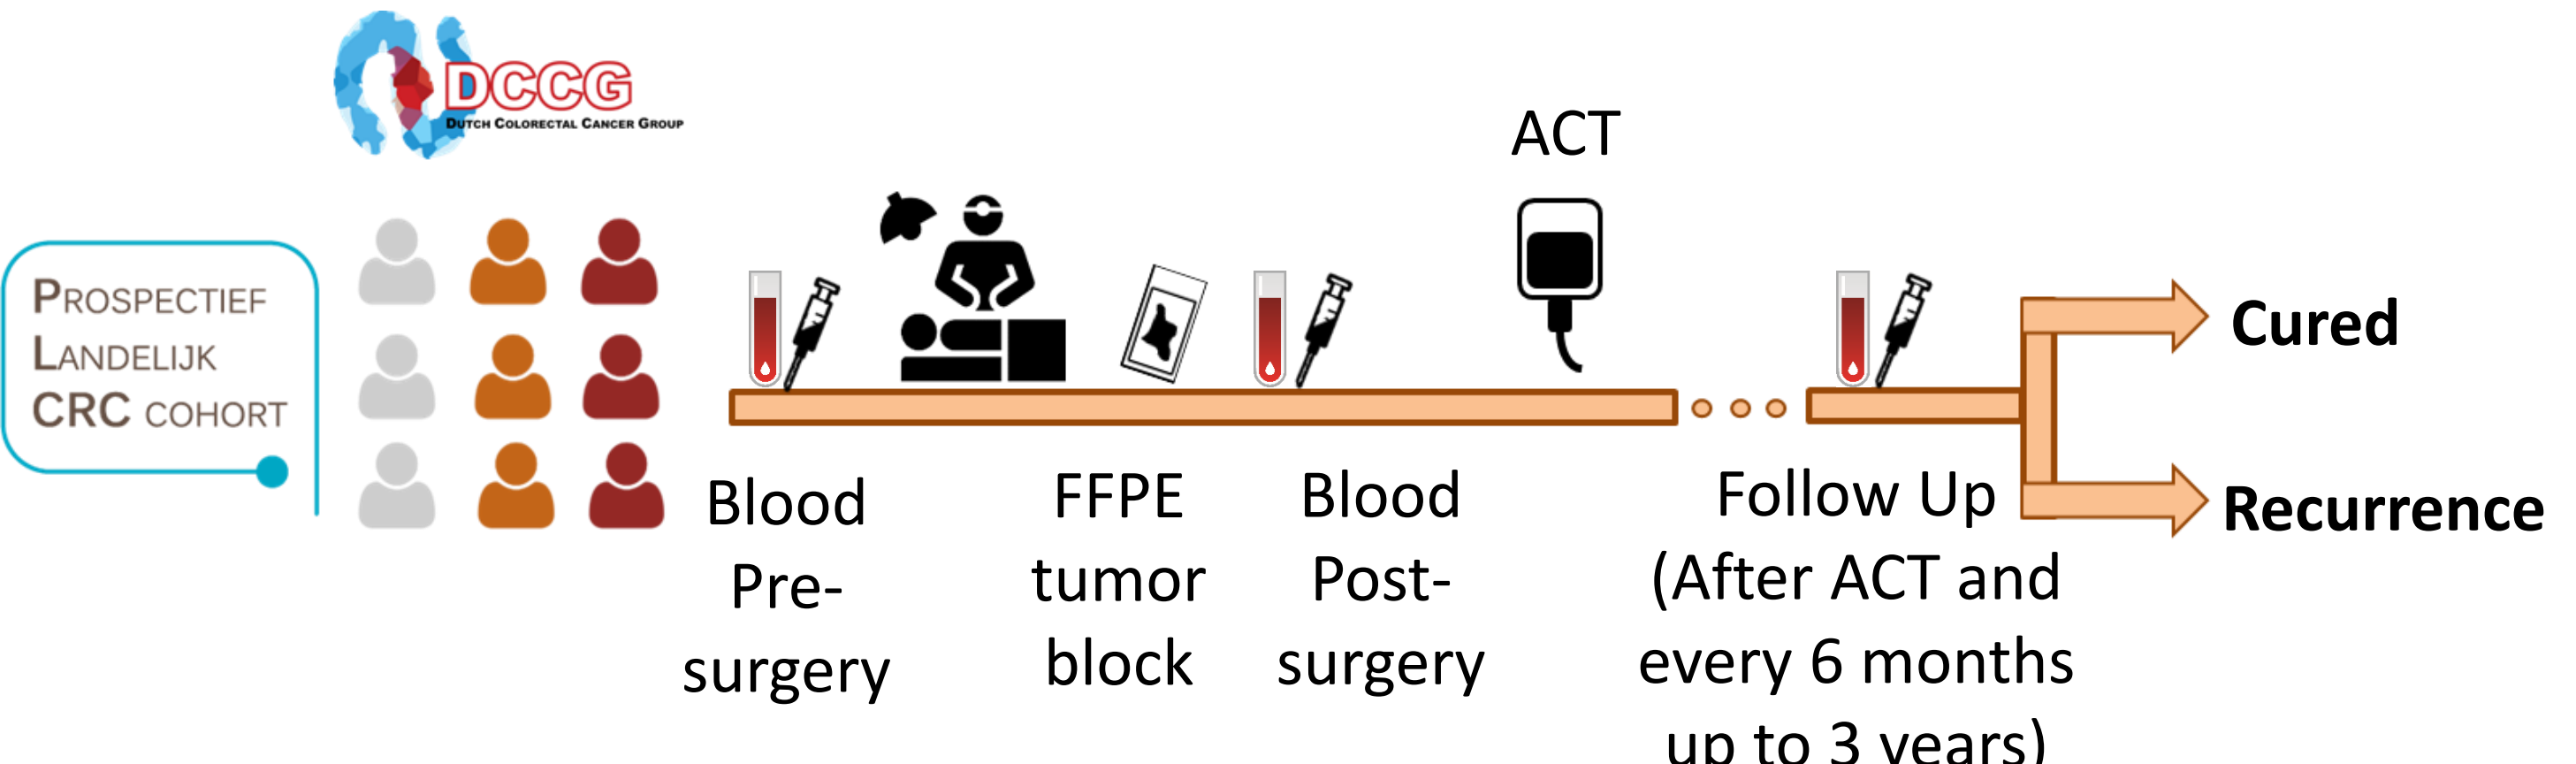 DCCG
DUTCH COLORECTAL CANCER GROUP
PROSPECTIEF
LANDELIJK
CRC COHORT
ACT
Blood
Pre-
surgery
FFPE
tumor
block
Blood
Post-
surgery
Follow Up
(After ACT and
every 6 months
up to 3 years)
Cured
Recurrence